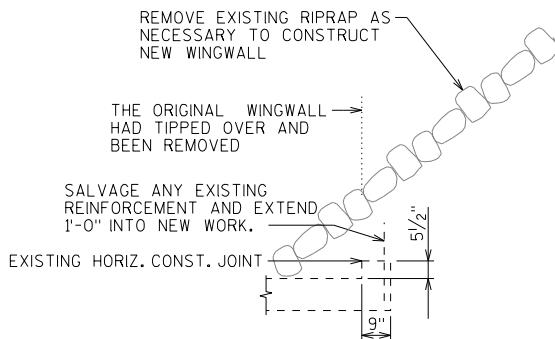 REMOVE EXISTING RIPRAP AS
NECESSARY TO CONSTRUCT
NEW WINGWALL
THE ORIGINAL WINGWALL
HAD TIPPED OVER AND
BEEN REMOVED
SALVAGE ANY EXISTING
REINFORCEMENT AND EXTEND
1'-0" INTO NEW WORK.
5½"
EXISTING HORIZ. CONST. JOINT
9"